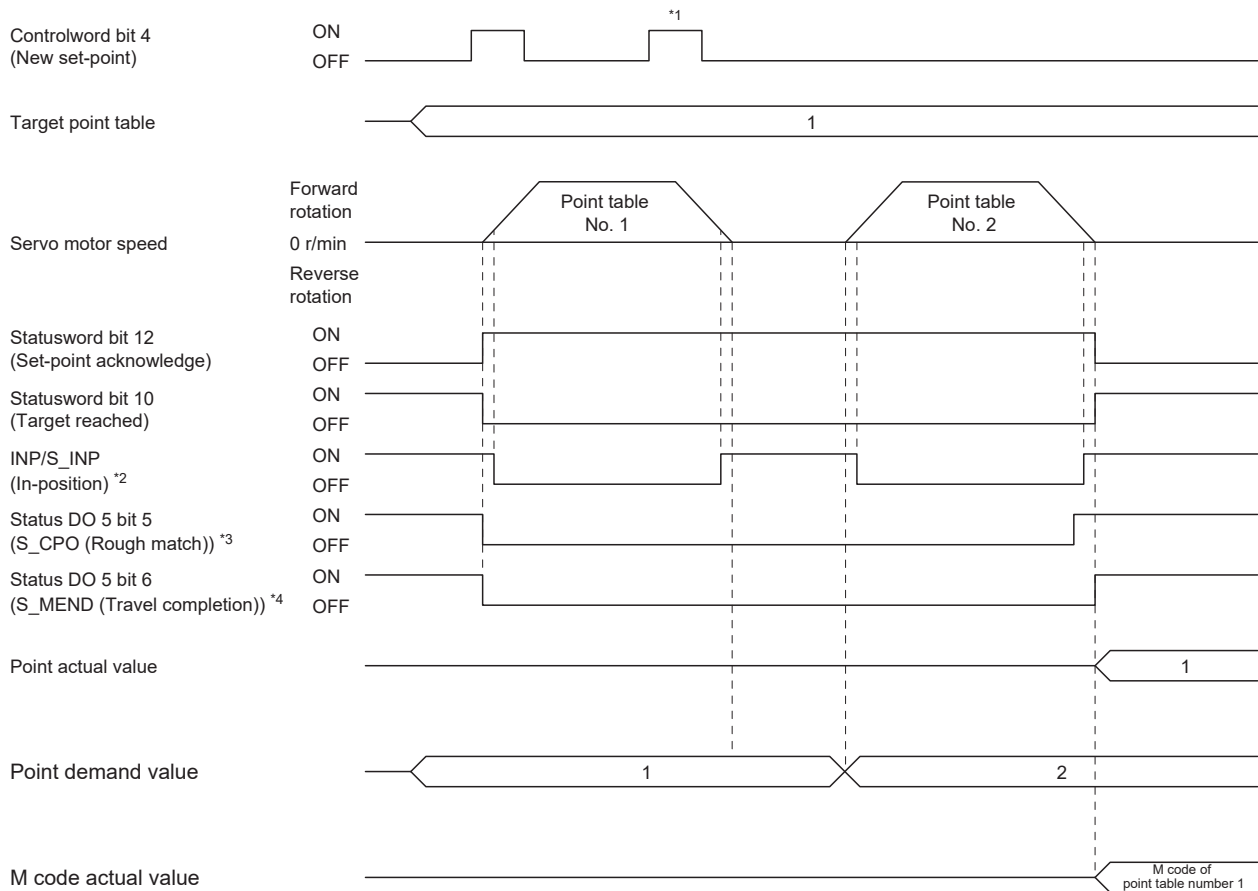 *1
Controlword bit 4
(New set-point)
ON
OFF
Target point table
1
Servo motor speed
Forward
rotation
0 r/min
Reverse
rotation
Point table
No. 1
Point table
No. 2
Statusword bit 12
(Set-point acknowledge)
ON
OFF
Statusword bit 10
(Target reached)
ON
OFF
INP/S_INP
(In-position) *2
ON
OFF
Status DO 5 bit 5
(S_CPO (Rough match)) *3
ON
OFF
Status DO 5 bit 6
(S_MEND (Travel completion)) *4
ON
OFF
Point actual value
1
Point demand value
1
2
M code actual value
M code of
point table number 1